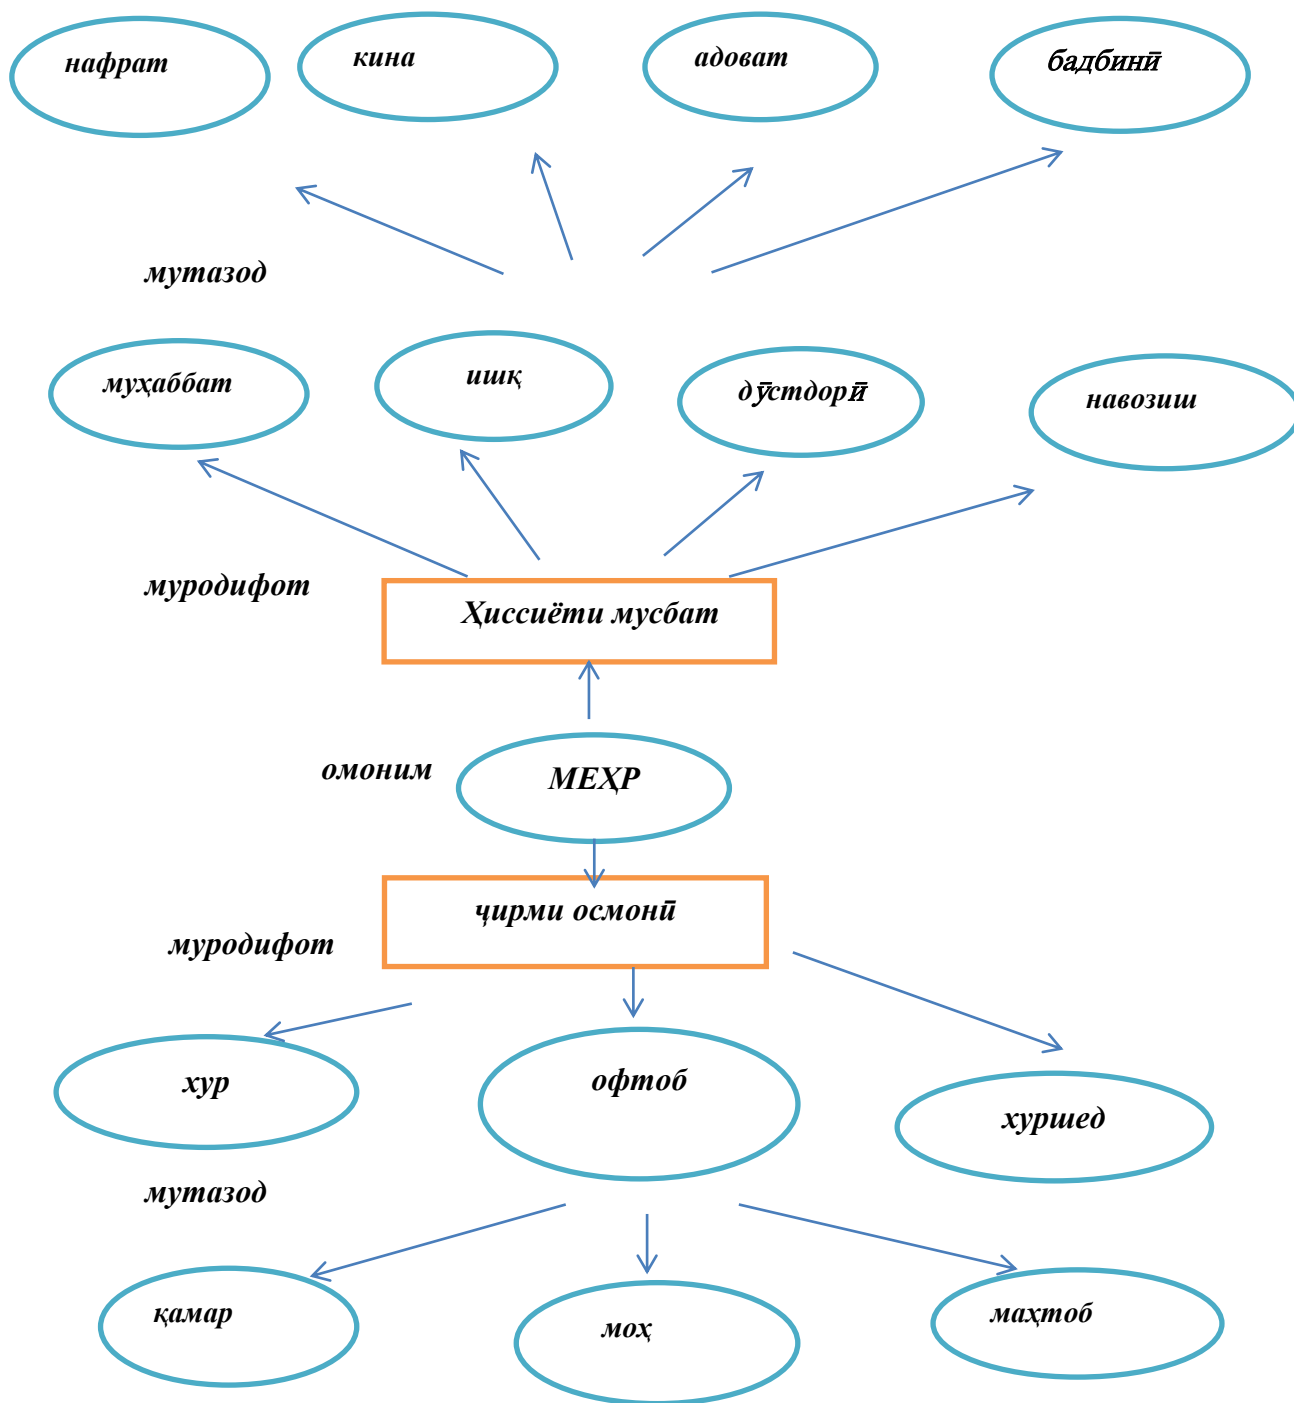 нафрат
кина
адоват
бадбинӣ
мутазод
муҳаббат
ишқ
дӯстдорӣ
навозиш
муродифот
Ҳиссиёти мусбат
омоним
МЕҲР
ҷирми осмонӣ
муродифот
хур
офтоб
хуршед
мутазод
қамар
моҳ
маҳтоб